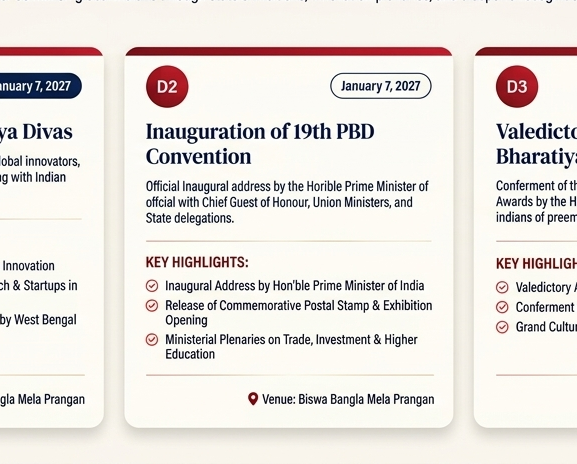 January 7, 2027
ya Divas
lobal innovators,
ng with Indian
Innovation
ch & Startups in
by West Bengal
gla Mela Prangan
D2
January 7, 2027
Inauguration of 19th PBD
Convention
Official Inaugural address by the Horible Prime Minister of
offcial with Chief Guest of Honour, Union Ministers, and
State delegations.
KEY HIGHLIGHTS:
Inaugural Address by Hon'ble Prime Minister of India
Release of Commemorative Postal Stamp & Exhibition
Opening
Ministerial Plenaries on Trade, Investment & Higher
Education
Venue: Biswa Bangla Mela Prangan
D3
Valedicto
Bharatiya
Conferment of th
Awards by the H
indians of preem
KEY HIGHLIGH
Valedictory A
Conferment
Grand Cultur